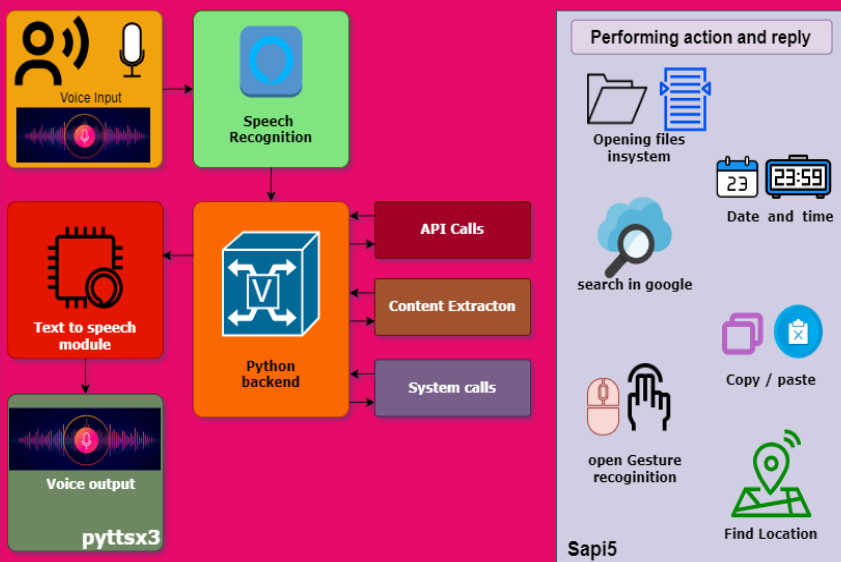 Voice Input
Speech
Recognition
Text to speech
module
V
Python
backend
API Calls
Content Extracton
System calls
Voice output
pyttsx3
Performing action and reply
Opening files
insystem
23
23:59
Date and time
search in google
Copy / paste
open Gesture
recoginition
Find Location
Sapi5